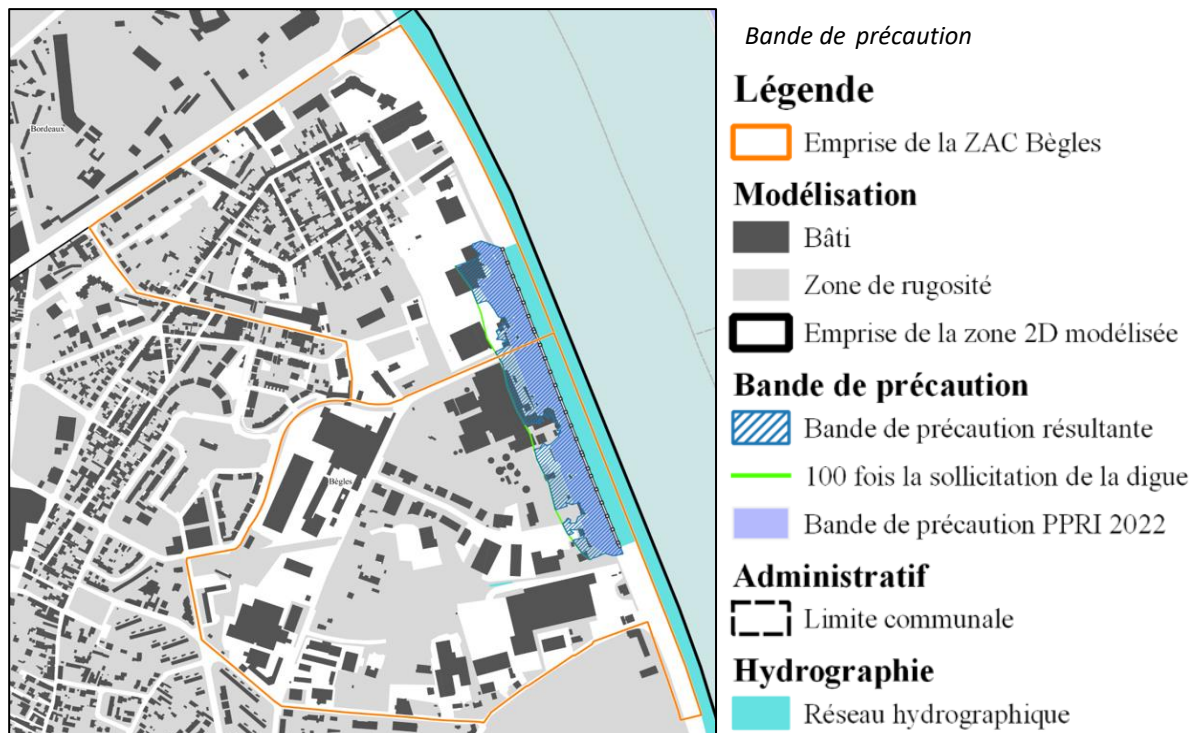 Bande de précaution
Légende
Emprise de la ZAC Bègles
Modélisation
Bâti
Zone de rugosité
Emprise de la zone 2D modélisée
Bande de précaution
Bande de précaution résultante
100 fois la sollicitation de la digue
Bande de précaution PPRI 2022
Administratif
Limite communale
Hydrographie
Réseau hydrographique
Bordeaux
Bègles